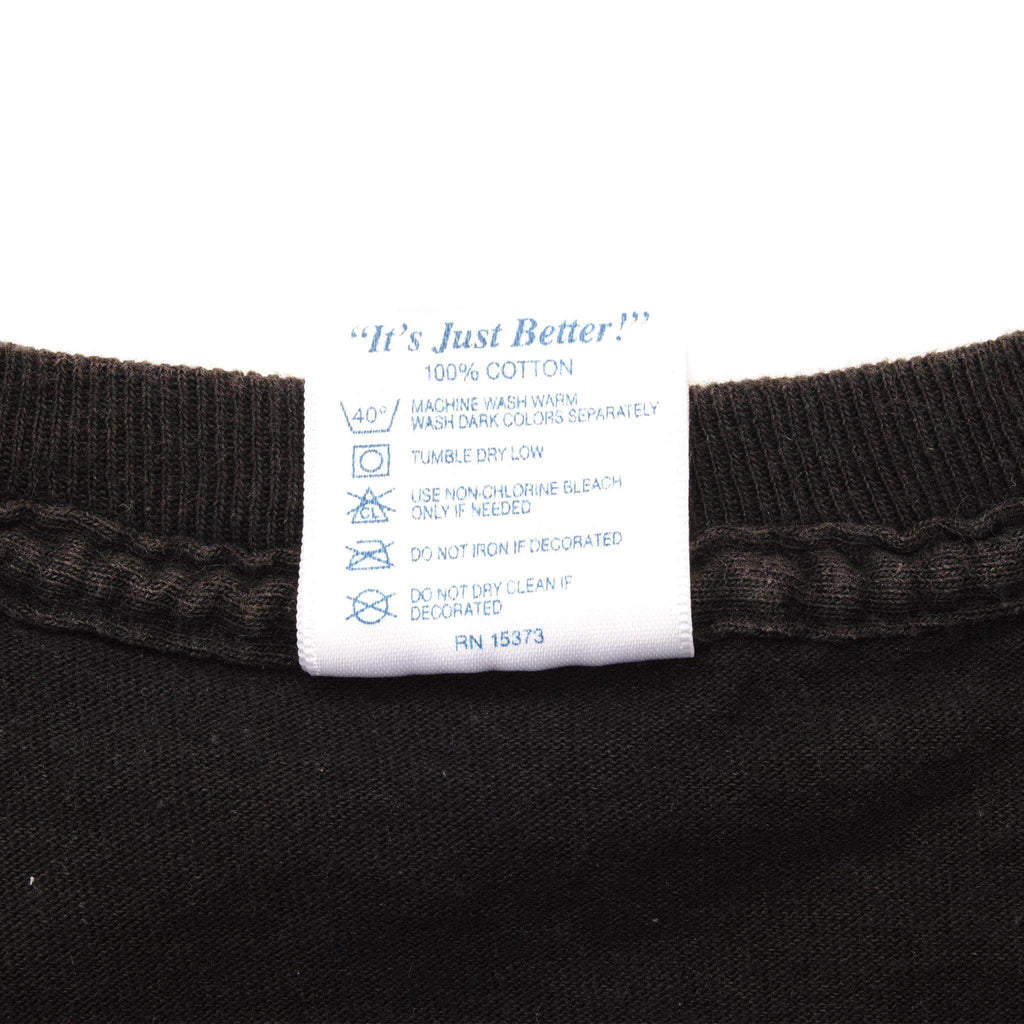 “It's Just Better!”
100% COTTON
40°
MACHINE WASH WARM
WASH DARK COLORS SEPARATELY
TUMBLE DRY LOW
CL
USE NON-CHLORINE BLEACH
ONLY IF NEEDED
DO NOT IRON IF DECORATED
DO NOT DRY CLEAN IF
DECORATED
RN 15373